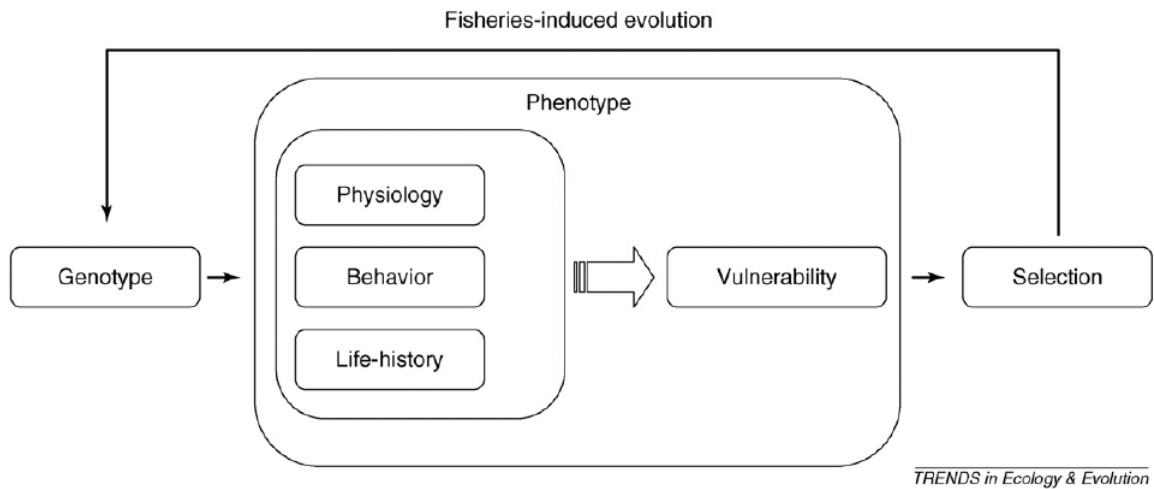 Fisheries-induced evolution
Phenotype
Physiology
Genotype
Behavior
Vulnerability
Selection
Life-history
TRENDS in Ecology & Evolution